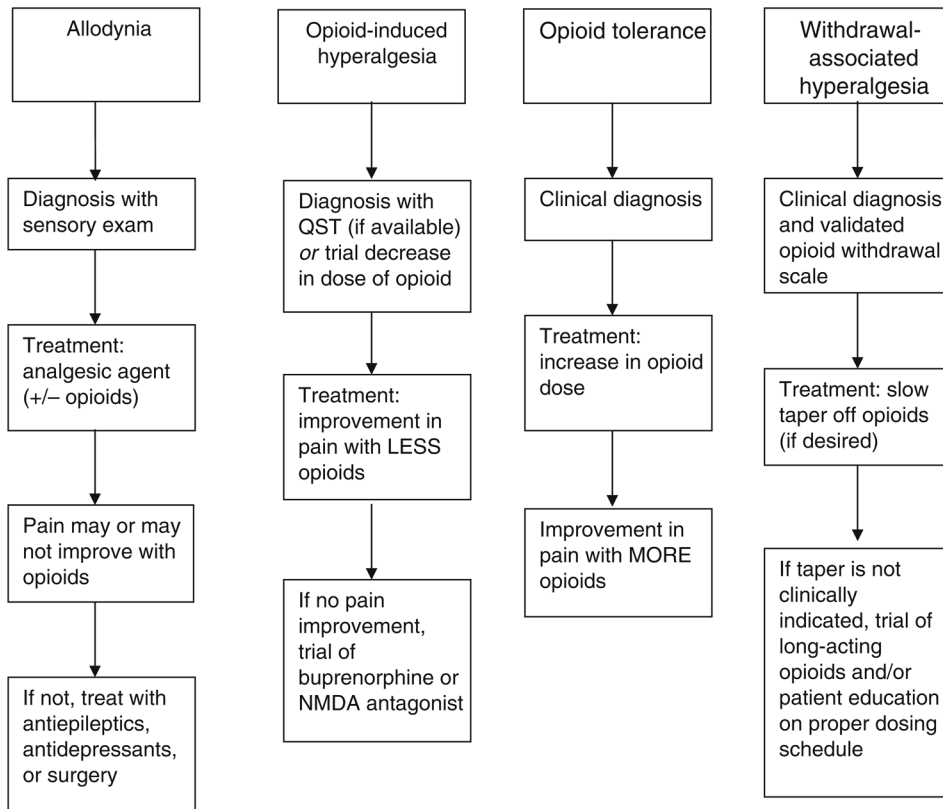 Allodynia
Diagnosis with
sensory exam
Treatment:
analgesic agent
(+/– opioids)
Pain may or may
not improve with
opioids
If not, treat with
antiepileptics,
antidepressants,
or surgery
Opioid-induced
hyperalgesia
Diagnosis with
QST (if available)
or trial decrease
in dose of opioid
Treatment:
improvement in
pain with LESS
opioids
If no pain
improvement,
trial of
buprenorphine or
NMDA antagonist
Opioid tolerance
Clinical diagnosis
Treatment:
increase in opioid
dose
Improvement in
pain with MORE
opioids
Withdrawal-
associated
hyperalgesia
Clinical diagnosis
and validated
opioid withdrawal
scale
Treatment: slow
taper off opioids
(if desired)
If taper is not
clinically
indicated, trial of
long-acting
opioids and/or
patient education
on proper dosing
schedule